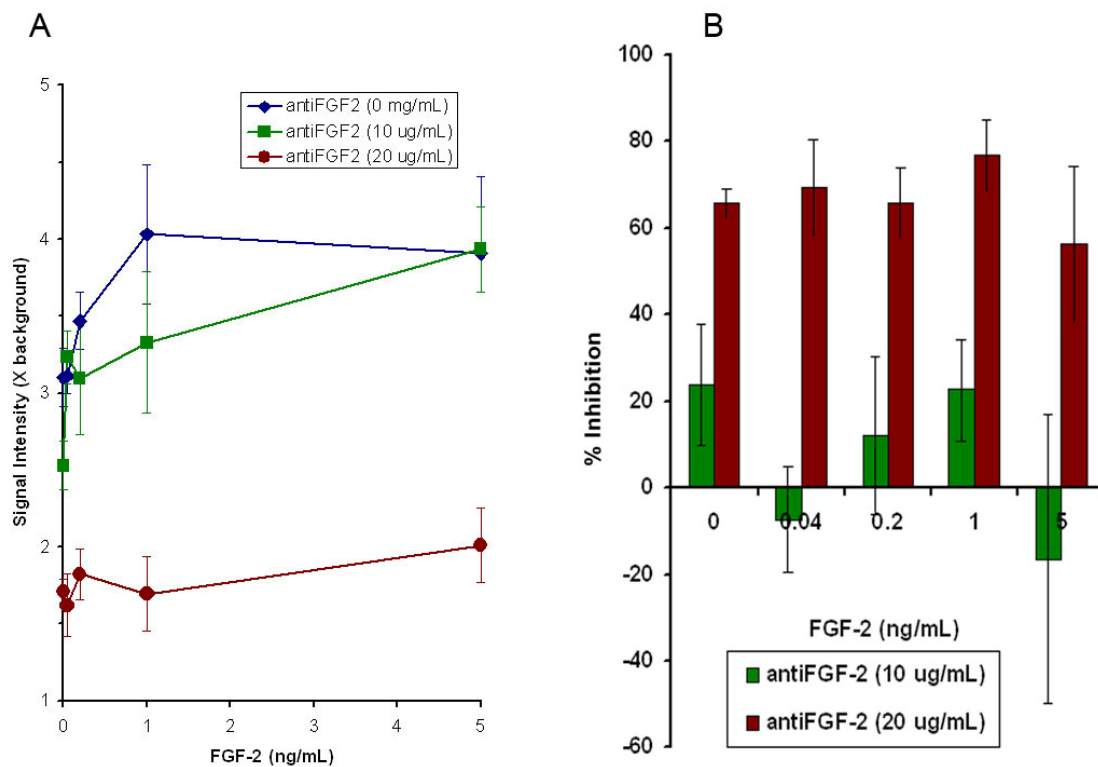 A
5
4
3
2
1
Signal Intensity (X background)
antiFGF2 (0 mg/mL)
antiFGF2 (10 ug/mL)
antiFGF2 (20 ug/mL)
0 1 2 3 4 5
FGF-2 (ng/mL)
B
100
80
60
40
20
0
-20
-40
-60
% Inhibition
0 0.04 0.2 1 5
FGF-2 (ng/mL)
antiFGF-2 (10 ug/mL)
antiFGF-2 (20 ug/mL)